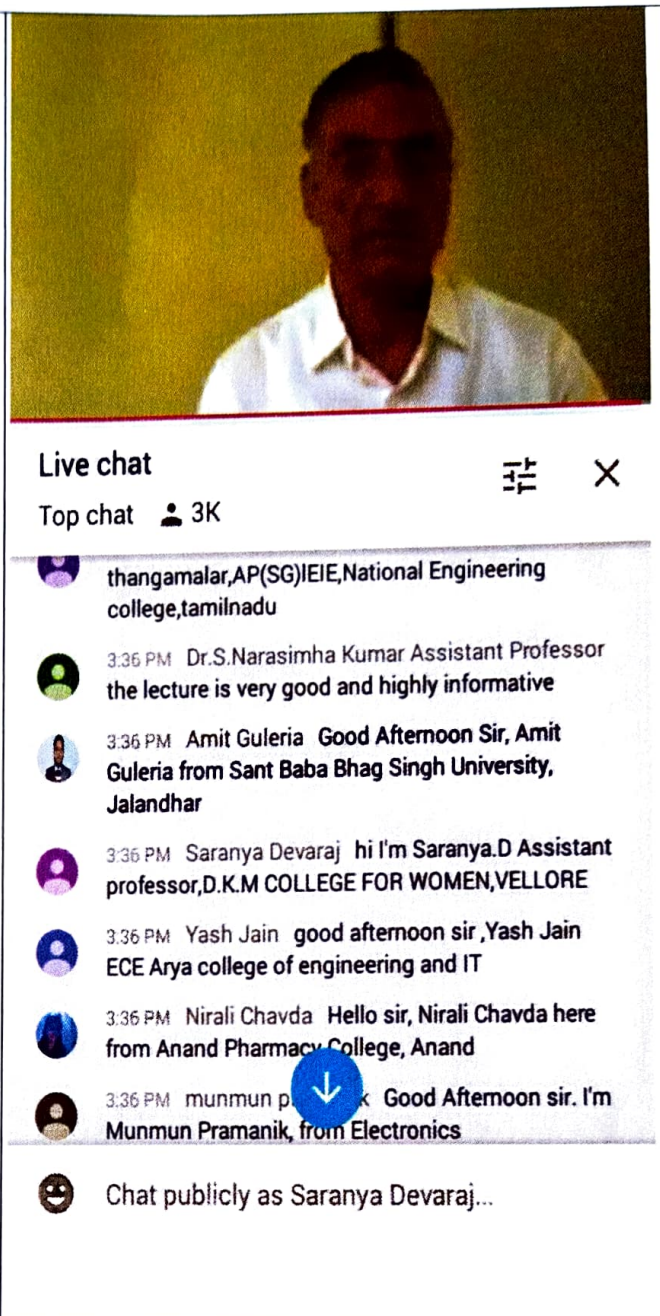 Live chat
Top chat 3K
thangamalar,AP(SG)IEIE,National Engineering
college,tamilnadu
3:36 PM Dr.S.Narasimha Kumar Assistant Professor
the lecture is very good and highly informative
3:36 PM Amit Guleria Good Afternoon Sir, Amit
Guleria from Sant Baba Bhag Singh University,
Jalandhar
3:36 PM Saranya Devaraj hi I'm Saranya.D Assistant
professor,D.K.M COLLEGE FOR WOMEN,VELLORE
3:36 PM Yash Jain good afternoon sir ,Yash Jain
ECE Arya college of engineering and IT
3:36 PM Nirali Chavda Hello sir, Nirali Chavda here
from Anand Pharmacy College, Anand
3:36 PM munmun Good Afternoon sir. I'm
Munmun Pramanik, from Electronics
Chat publicly as Saranya Devaraj...